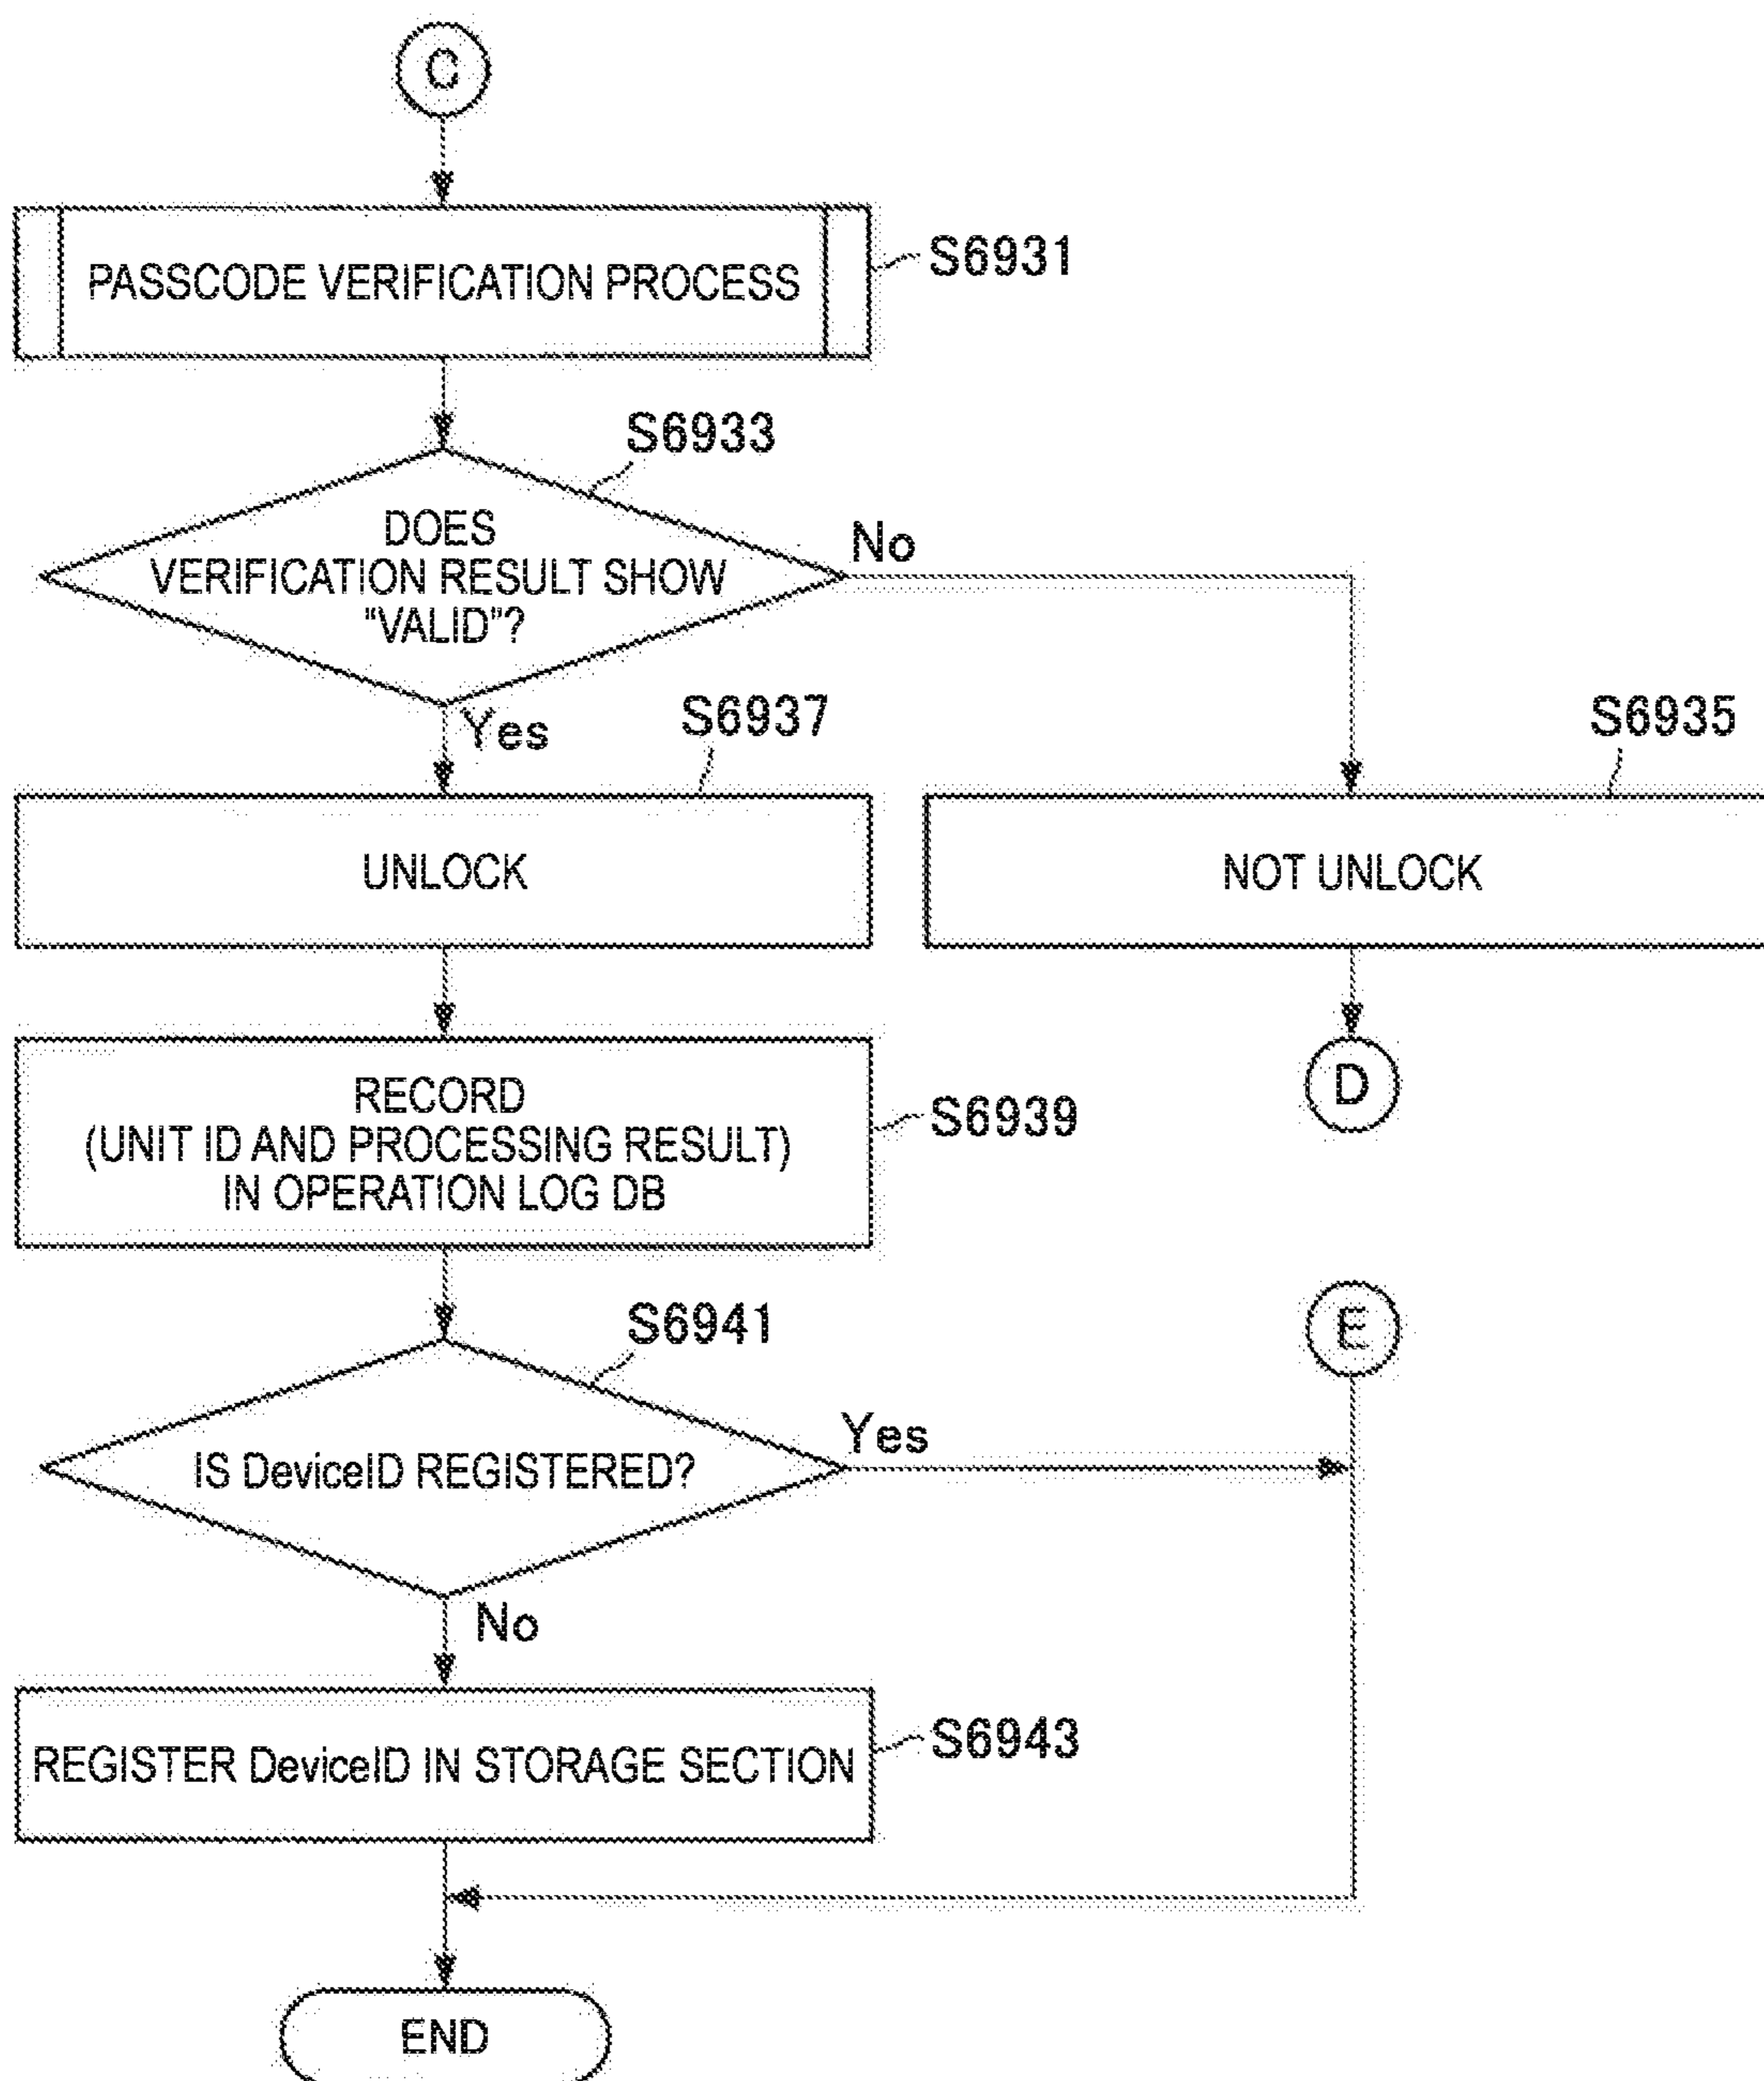 C
PASSCODE VERIFICATION PROCESS
S6931
S6933
DOES
VERIFICATION RESULT SHOW
“VALID”?
No
Yes
S6937
S6935
UNLOCK
NOT UNLOCK
RECORD
(UNIT ID AND PROCESSING RESULT)
IN OPERATION LOG DB
S6939
D
S6941
E
IS DeviceID REGISTERED?
Yes
No
REGISTER DeviceID IN STORAGE SECTION
S6943
END